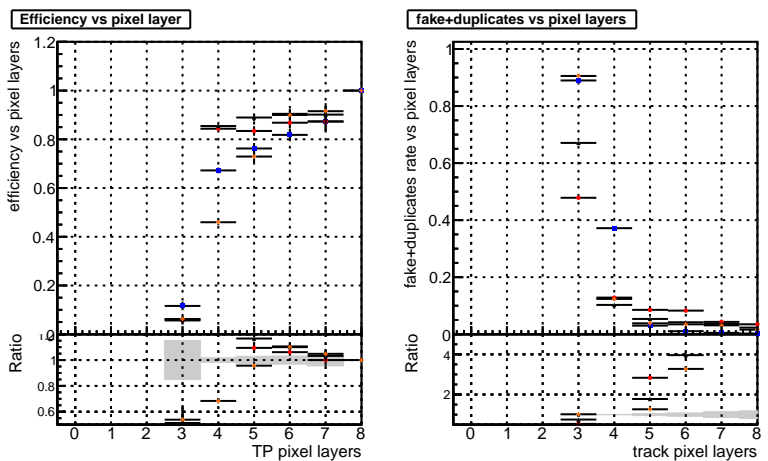 Efficiency vs pixel layer
efficiency vs pixel layers
1.2
1
0.8
0.6
0.4
0.2
0
Ratio
1.2
1
0.8
0.6
0 1 2 3 4 5 6 7 8
TP pixel layers
fake+duplicates vs pixel layers
fake+duplicates rate vs pixel layers
1
0.8
0.6
0.4
0.2
0
Ratio
4
2
0 1 2 3 4 5 6 7 8
track pixel layers